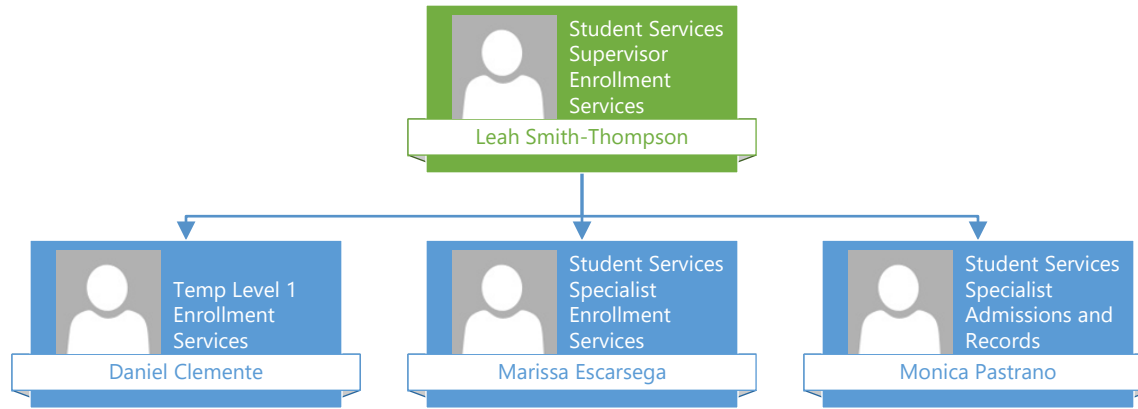 Student Services
Supervisor
Enrollment
Services
Leah Smith-Thompson
Temp Level 1
Enrollment
Services
Daniel Clemente
Student Services
Specialist
Enrollment
Services
Marissa Escarsega
Student Services
Specialist
Admissions and
Records
Monica Pastrano